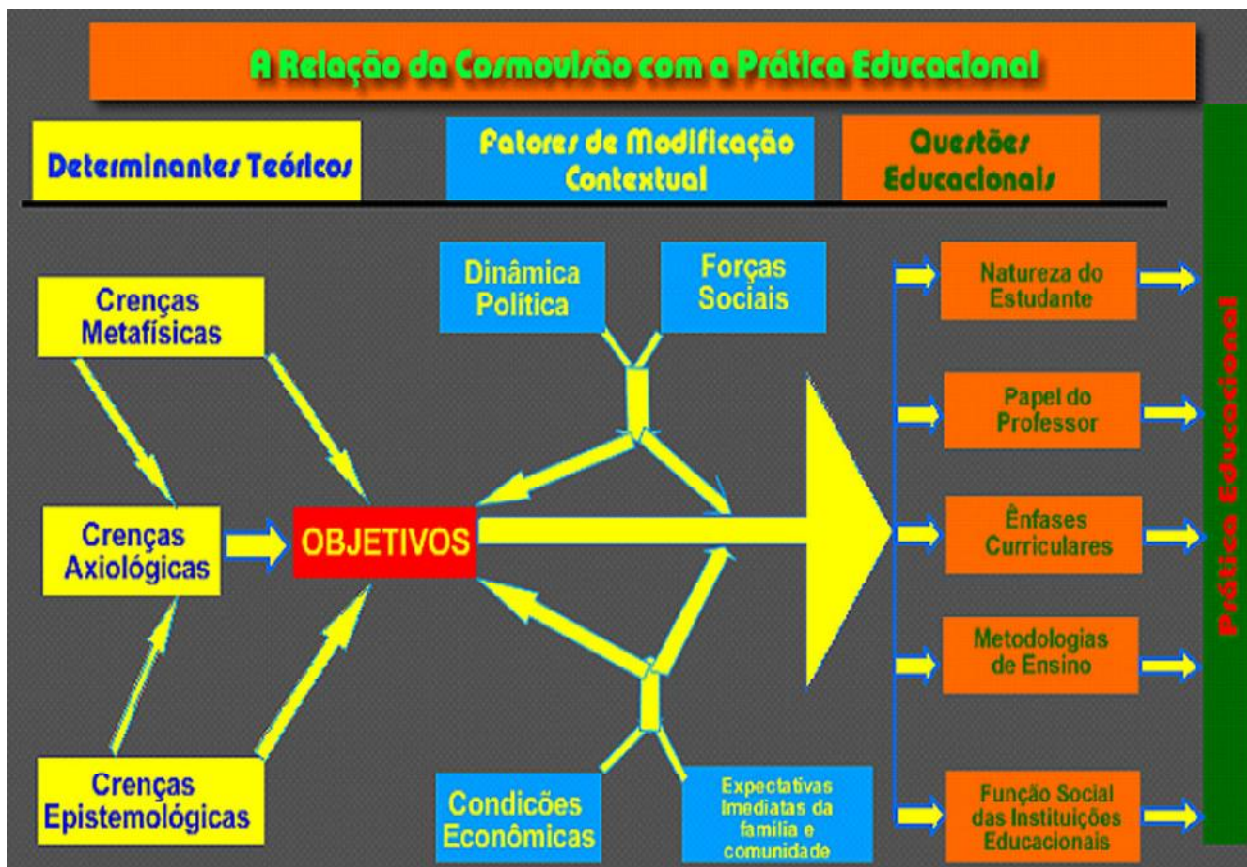 A Relação da Cosmovisão com a Prática Educacional
Determinantes Teóricos
Fatores de Modificação
Contextual
Questões
Educacionais
Crenças
Metafísicas
Crenças
Axiológicas
Crenças
Epistemológicas
OBJETIVOS
Dinâmica
Política
Forças
Sociais
Condicões
Econômicas
Expectativas
Imediatas da
família e
comunidade
Natureza do
Estudante
Papel do
Professor
Ênfases
Curriculares
Metodologias
de Ensino
Função Social
das Instituições
Educacionais
Prática Educacional